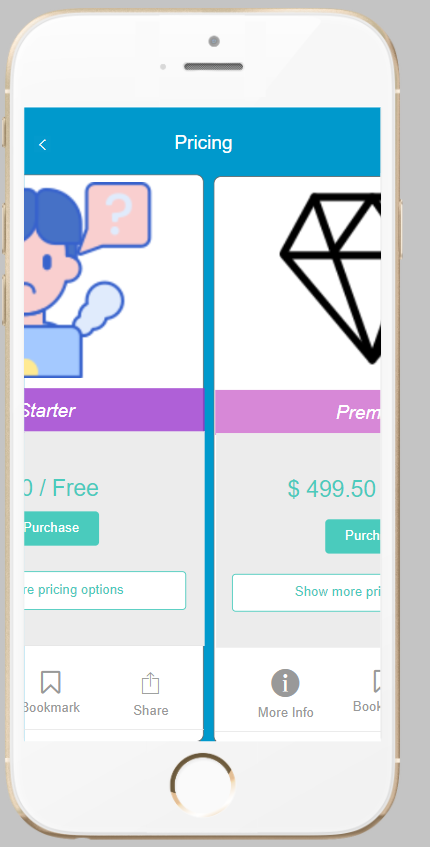 Pricing
?
Starter
Prem
0 / Free
$ 499.50
Purchase
Purch
re pricing options
Show more pri
Bookmark
Share
i
More Info
Book